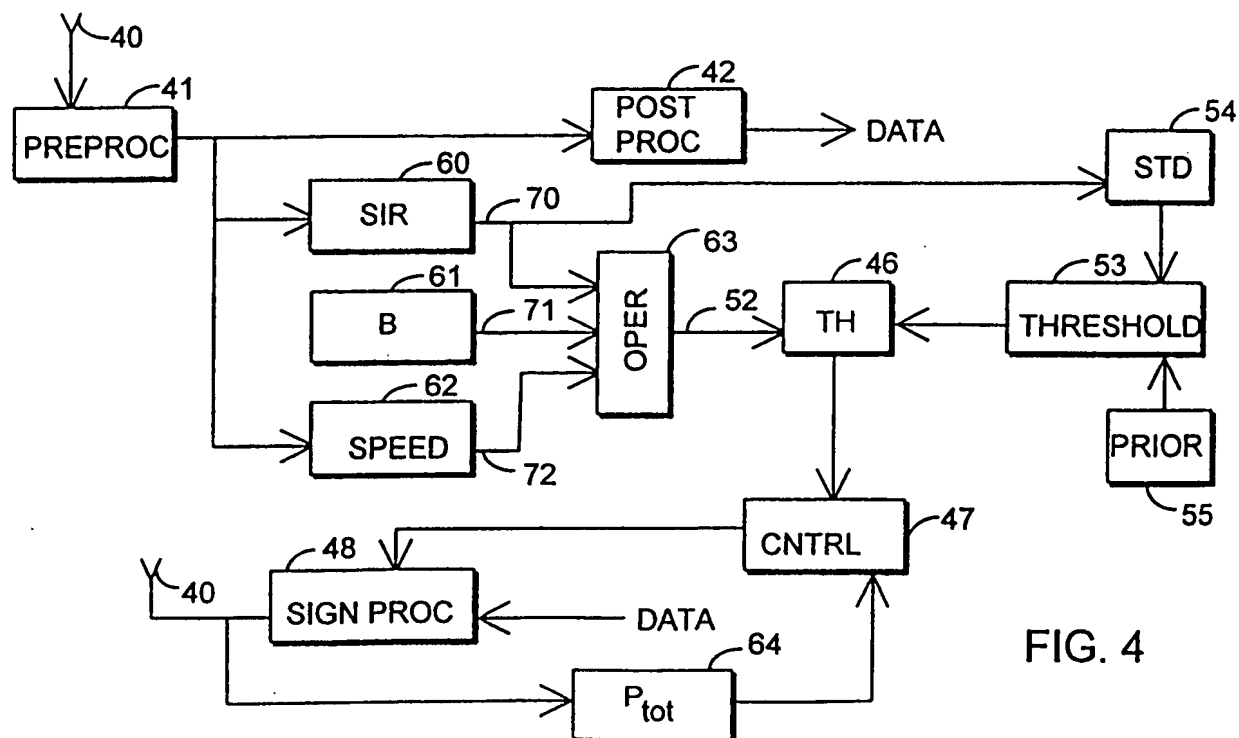 40
41
PREPROC
42
POST
PROC
DATA
54
STD
60
SIR
70
63
OPER
61
B
71
52
46
TH
53
THRESHOLD
62
SPEED
72
PRIOR
55
CNTRL
47
40
48
SIGN PROC
DATA
64
Ptot
FIG. 4